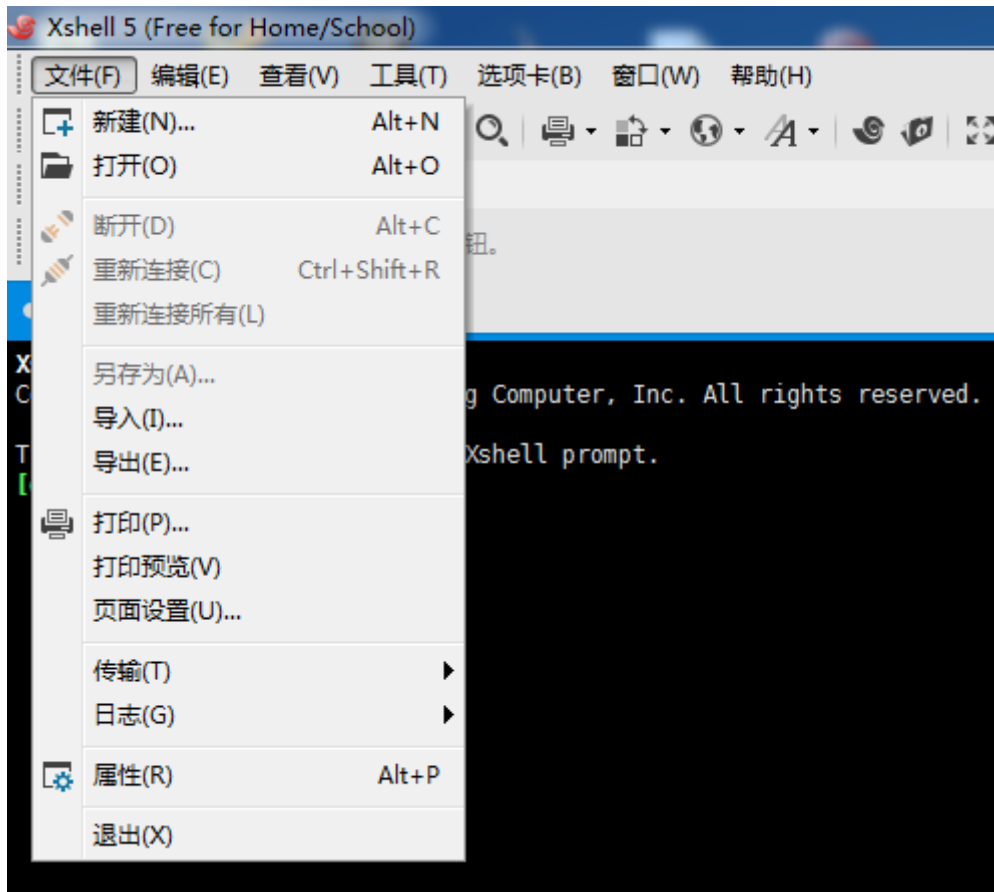 Xshell 5 (Free for Home/School)
文件(F) 编辑(E) 查看(V) 工具(T) 选项卡(B) 窗口(W) 帮助(H)
新建(N)... Alt+N
打开(O) Alt+O
断开(D) Alt+C
钮。
重新连接(C) Ctrl+Shift+R
重新连接所有(L)
X
另存为(A)...
C g Computer, Inc. All rights reserved.
导入(I)...
T Xshell prompt.
导出(E)...
[
打印(P)...
打印预览(V)
页面设置(U)...
传输(T)
日志(G)
属性(R) Alt+P
退出(X)